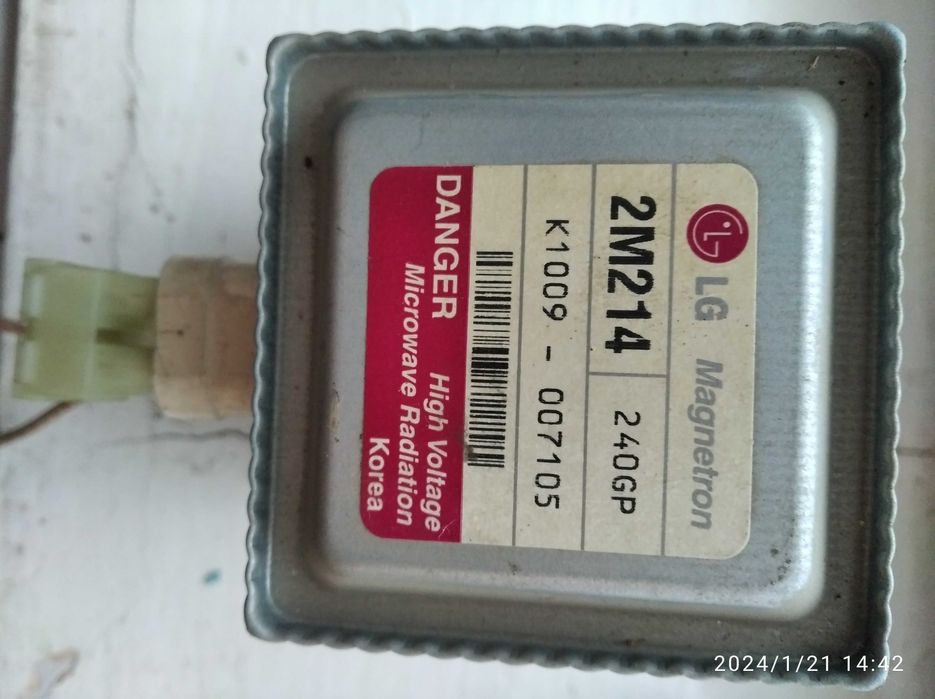 LG Magnetron
2M214 240GP
K1009 - 007105
DANGER High Voltage
Microwave Radiation
Korea
2024/1/21 14:42